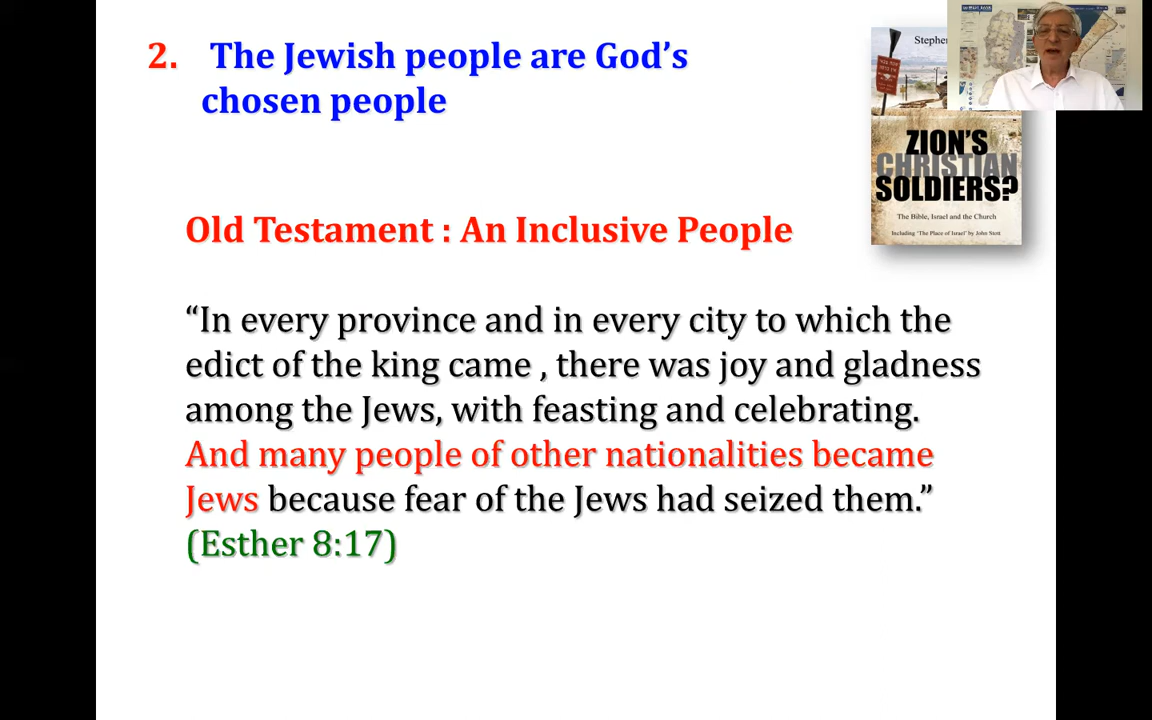 2. The Jewish people are God’s
chosen people
Stephen
ZION’S
CHRISTIAN
SOLDIERS?
The Bible, Israel and the Church
Including ‘The Place of Israel’ by John Stott
Old Testament : An Inclusive People
“In every province and in every city to which the
edict of the king came , there was joy and gladness
among the Jews, with feasting and celebrating.
And many people of other nationalities became
Jews because fear of the Jews had seized them.”
(Esther 8:17)